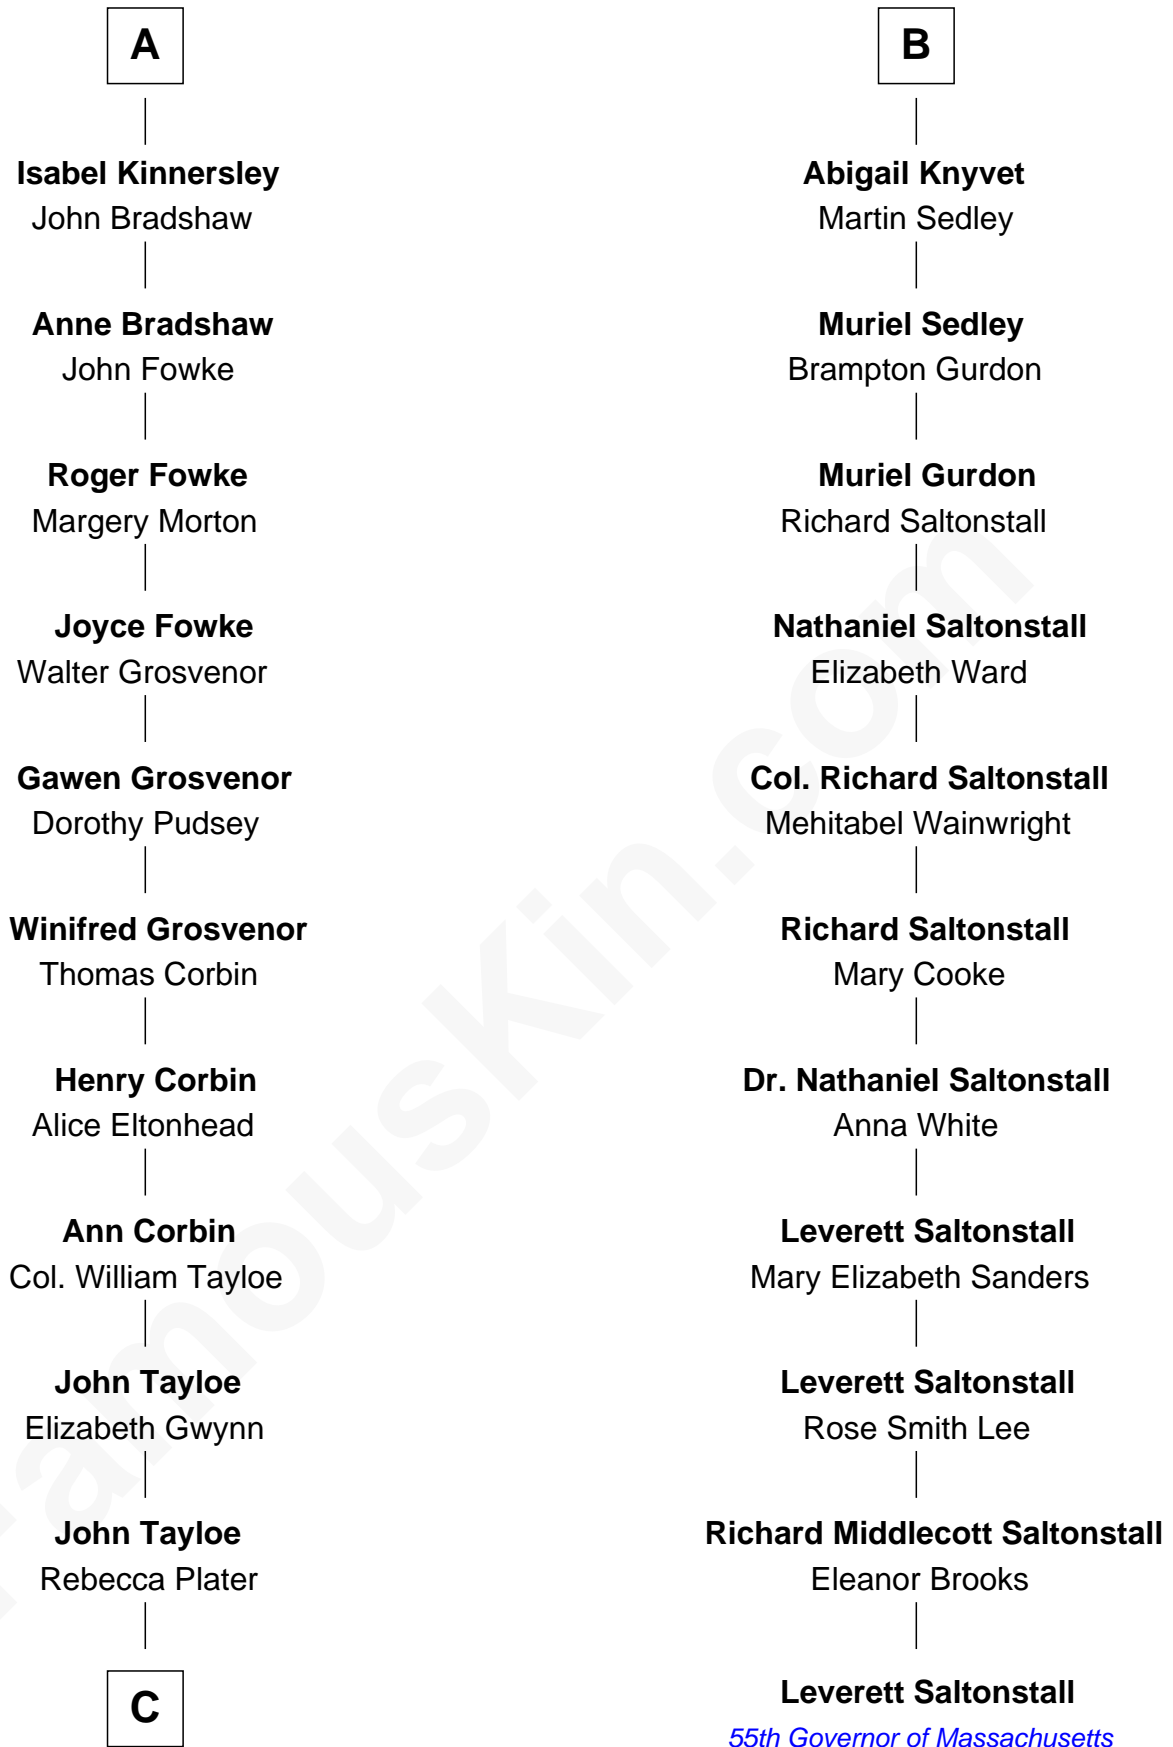 A
Isabel Kinnersley
John Bradshaw
Anne Bradshaw
John Fowke
Roger Fowke
Margery Morton
Joyce Fowke
Walter Grosvenor
Gawen Grosvenor
Dorothy Pudsey
Winifred Grosvenor
Thomas Corbin
Henry Corbin
Alice Eltonhead
Ann Corbin
Col. William Tayloe
John Tayloe
Elizabeth Gwynn
John Tayloe
Rebecca Plater
C
B
Abigail Knyvet
Martin Sedley
Muriel Sedley
Brampton Gurdon
Muriel Gurdon
Richard Saltonstall
Nathaniel Saltonstall
Elizabeth Ward
Col. Richard Saltonstall
Mehitabel Wainwright
Richard Saltonstall
Mary Cooke
Dr. Nathaniel Saltonstall
Anna White
Leverett Saltonstall
Mary Elizabeth Sanders
Leverett Saltonstall
Rose Smith Lee
Richard Middlecott Saltonstall
Eleanor Brooks
Leverett Saltonstall
55th Governor of Massachusetts
FamousKin.com